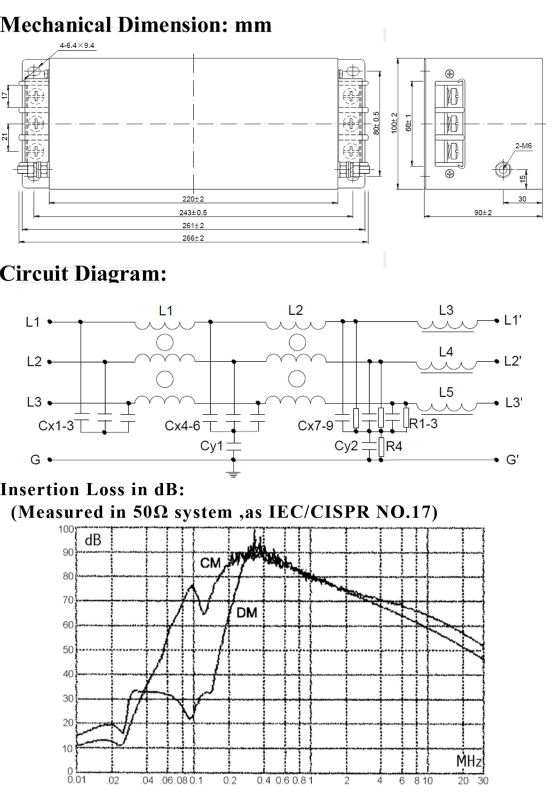 Mechanical Dimension: mm
4-6.4×9.4
17
21
80±0.5
220±2
243±0.5
261±2
266±2
100±2
66±1
2-M6
15
30
90±2
Circuit Diagram:
L1 L1 L2 L3 L1'
L2 L4 L2'
L3 L5 L3'
Cx1-3 Cx4-6 Cx7-9 R1-3
Cy1 Cy2 R4
G G'
Insertion Loss in dB:
(Measured in 50Ω system ,as IEC/CISPR NO.17)
100
dB
90
CM
80
70
DM
60
50
40
30
20
10
MHz
0
0.01 .02 .04 .06 .08 0.1 0.2 0.4 0.6 0.8 1 2 4 6 8 10 20 30